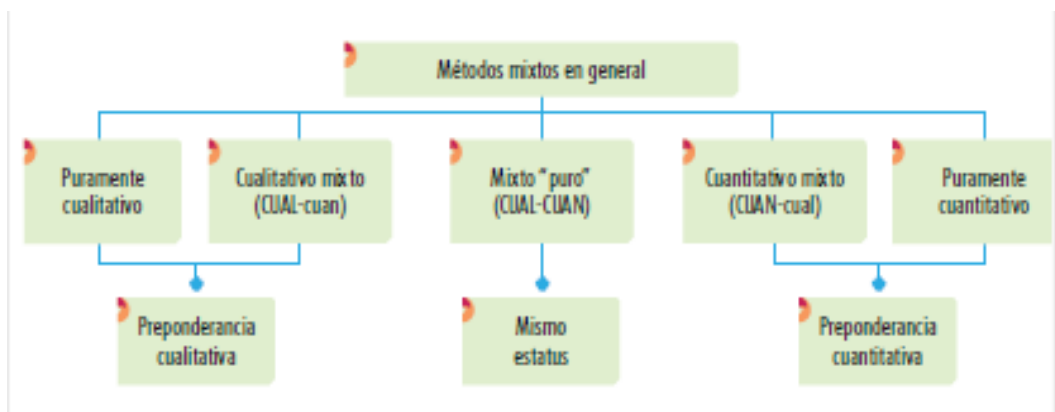 Métodos mixtos en general
Puramente
cualitativo
Cualitativo mixto
(CUAL-cuan)
Mixto "puro"
(CUAL-CUAN)
Cuantitativo mixto
(CUAN-cual)
Puramente
cuantitativo
Preponderancia
cualitativa
Mismo
estatus
Preponderancia
cuantitativa